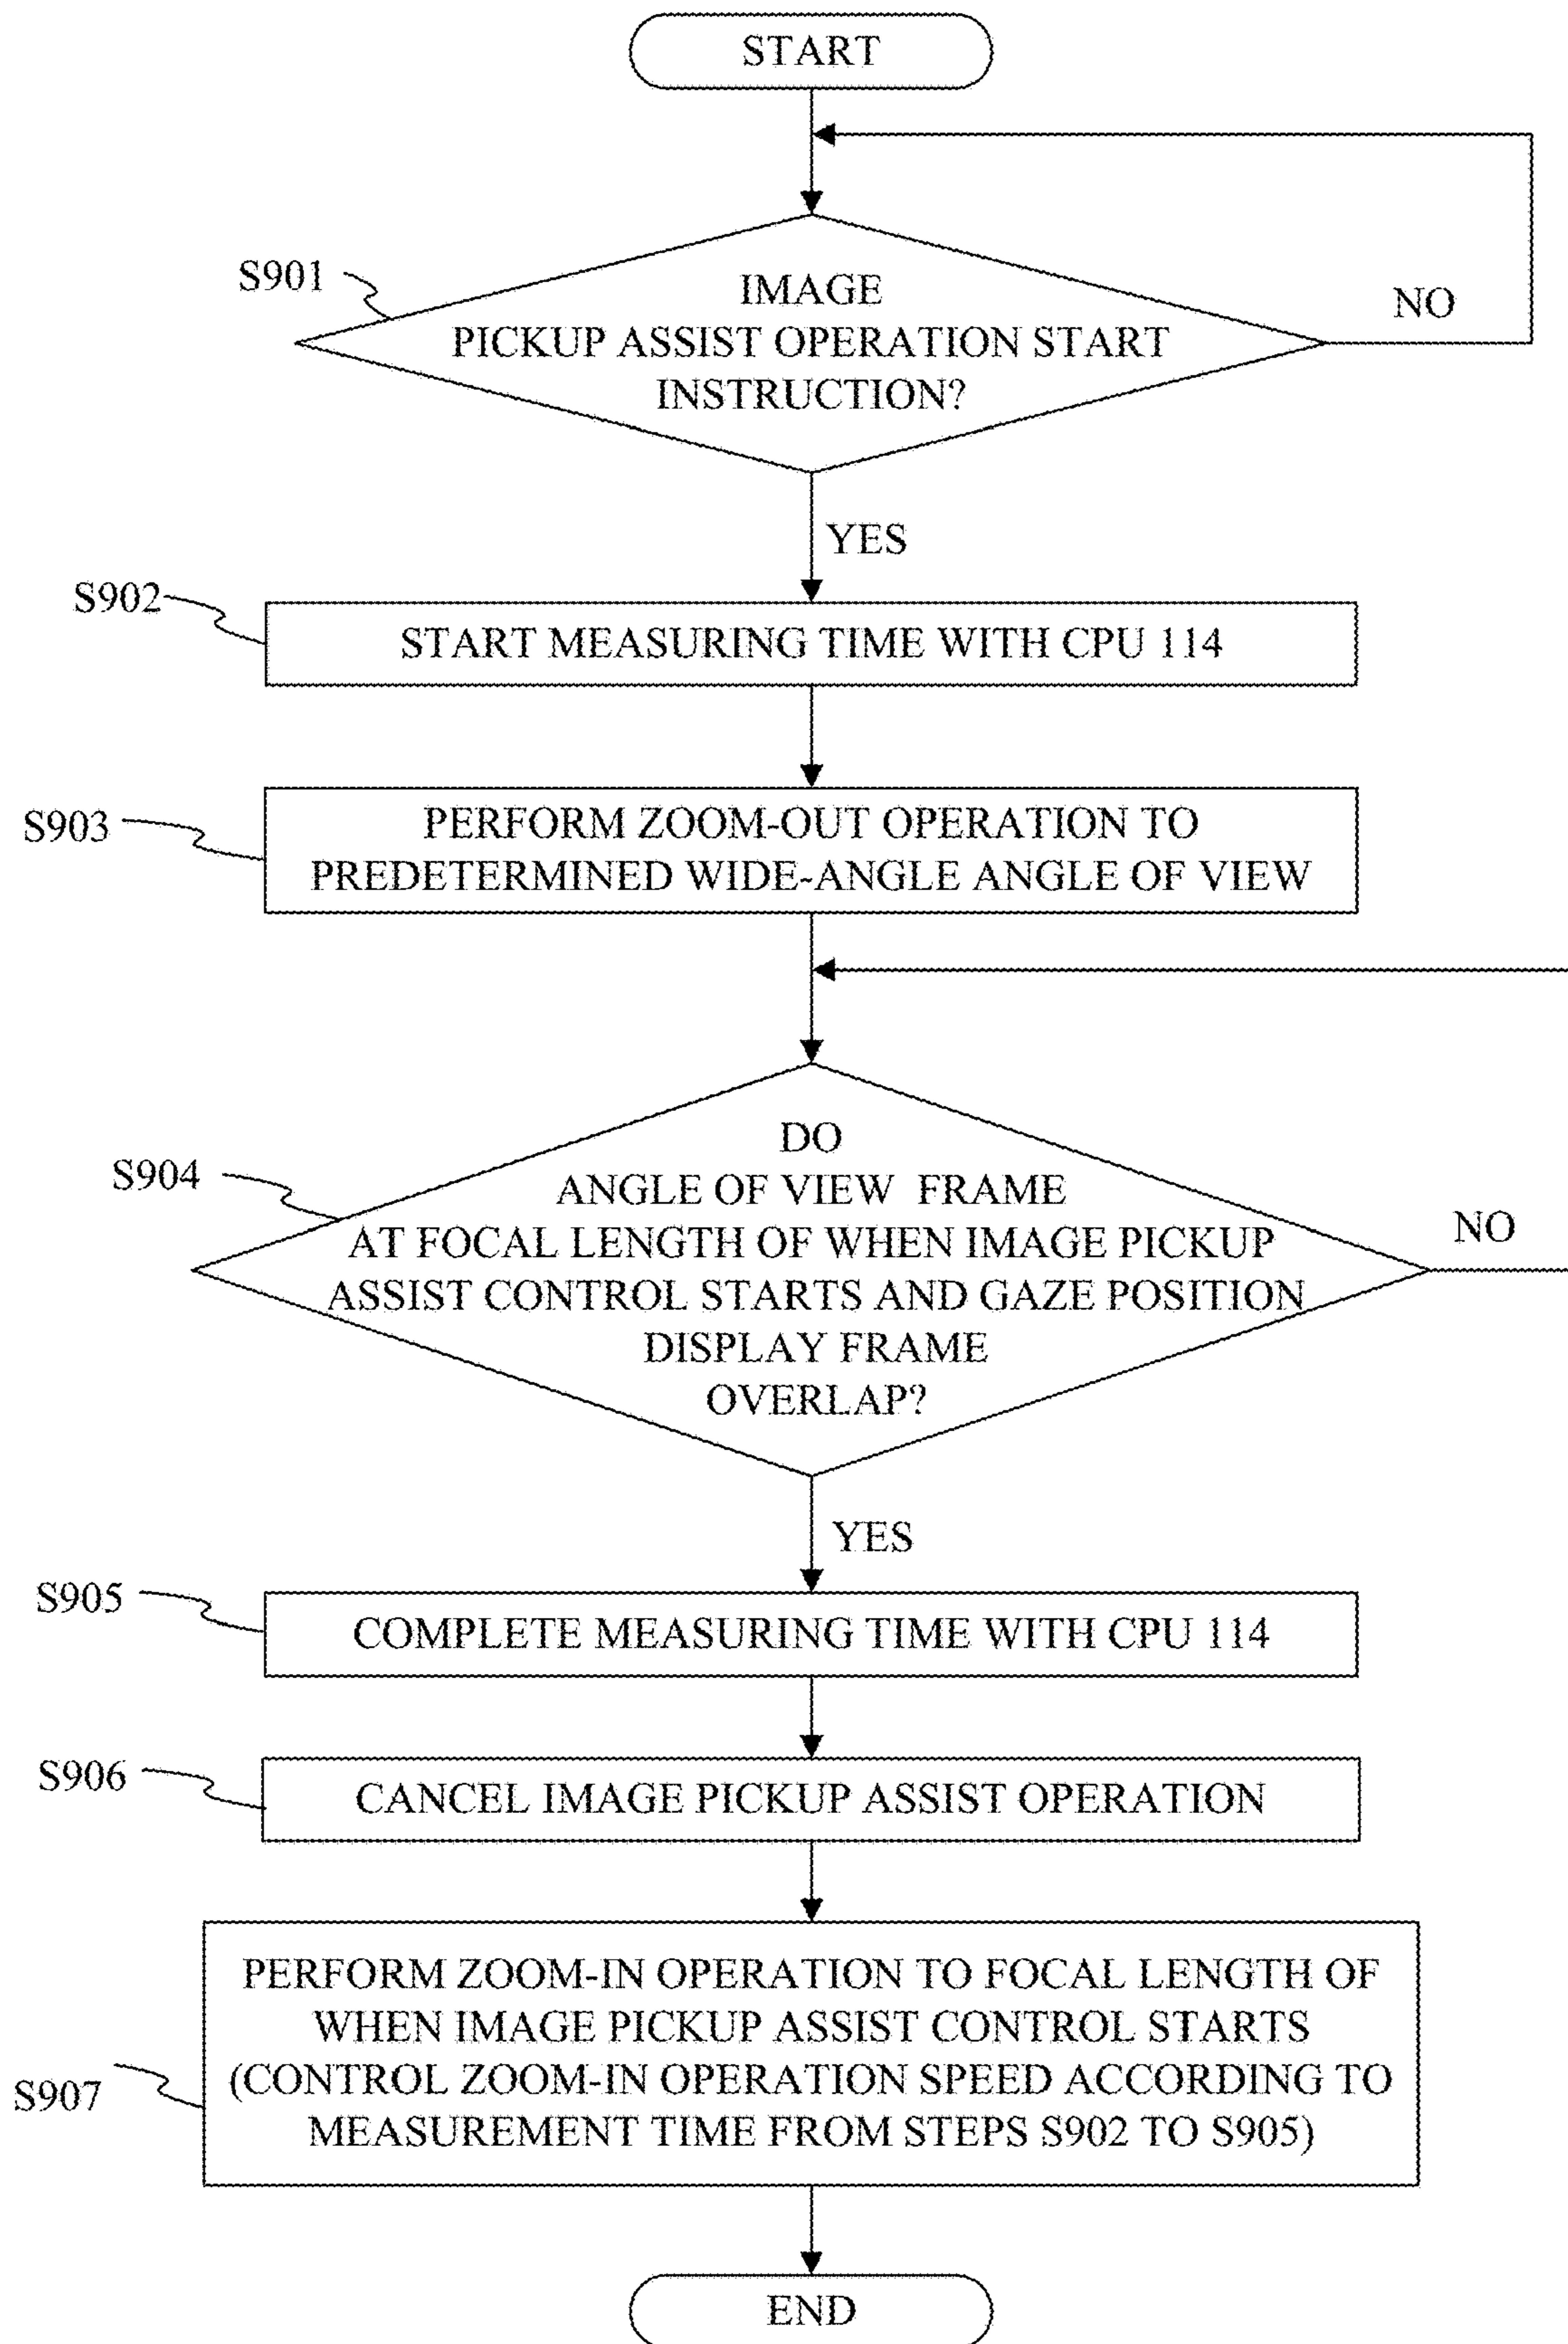 START
S901
IMAGE
PICKUP ASSIST OPERATION START
INSTRUCTION?
NO
YES
S902
START MEASURING TIME WITH CPU 114
S903
PERFORM ZOOM-OUT OPERATION TO
PREDETERMINED WIDE-ANGLE ANGLE OF VIEW
S904
DO
ANGLE OF VIEW FRAME
AT FOCAL LENGTH OF WHEN IMAGE PICKUP
ASSIST CONTROL STARTS AND GAZE POSITION
DISPLAY FRAME
OVERLAP?
NO
YES
S905
COMPLETE MEASURING TIME WITH CPU 114
S906
CANCEL IMAGE PICKUP ASSIST OPERATION
S907
PERFORM ZOOM-IN OPERATION TO FOCAL LENGTH OF
WHEN IMAGE PICKUP ASSIST CONTROL STARTS
(CONTROL ZOOM-IN OPERATION SPEED ACCORDING TO
MEASUREMENT TIME FROM STEPS S902 TO S905)
END